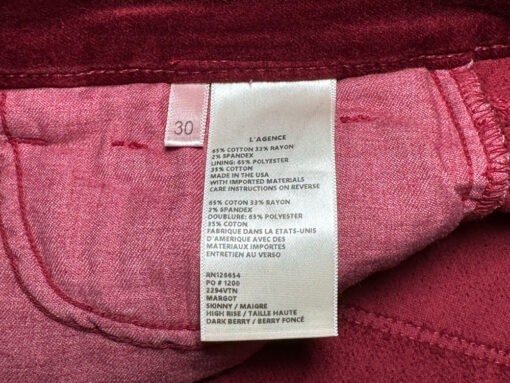 30
L'AGENCE
65% COTTON 33% RAYON
2% SPANDEX
LINING: 65% POLYESTER
35% COTTON
MADE IN THE USA
WITH IMPORTED MATERIALS
CARE INSTRUCTIONS ON REVERSE
65% COTON 33% RAYON
2% SPANDEX
DOUBLURE: 65% POLYESTER
35% COTON
FABRIQUE DANS LA ETATS-UNIS
D'AMERIQUE AVEC DES
MATERIAUX IMPORTES
ENTRETIEN AU VERSO
RN126654
PO # 1200
2294VTN
MARGOT
SKINNY / MAIGRE
HIGH RISE / TAILLE HAUTE
DARK BERRY / BERRY FONCÉ